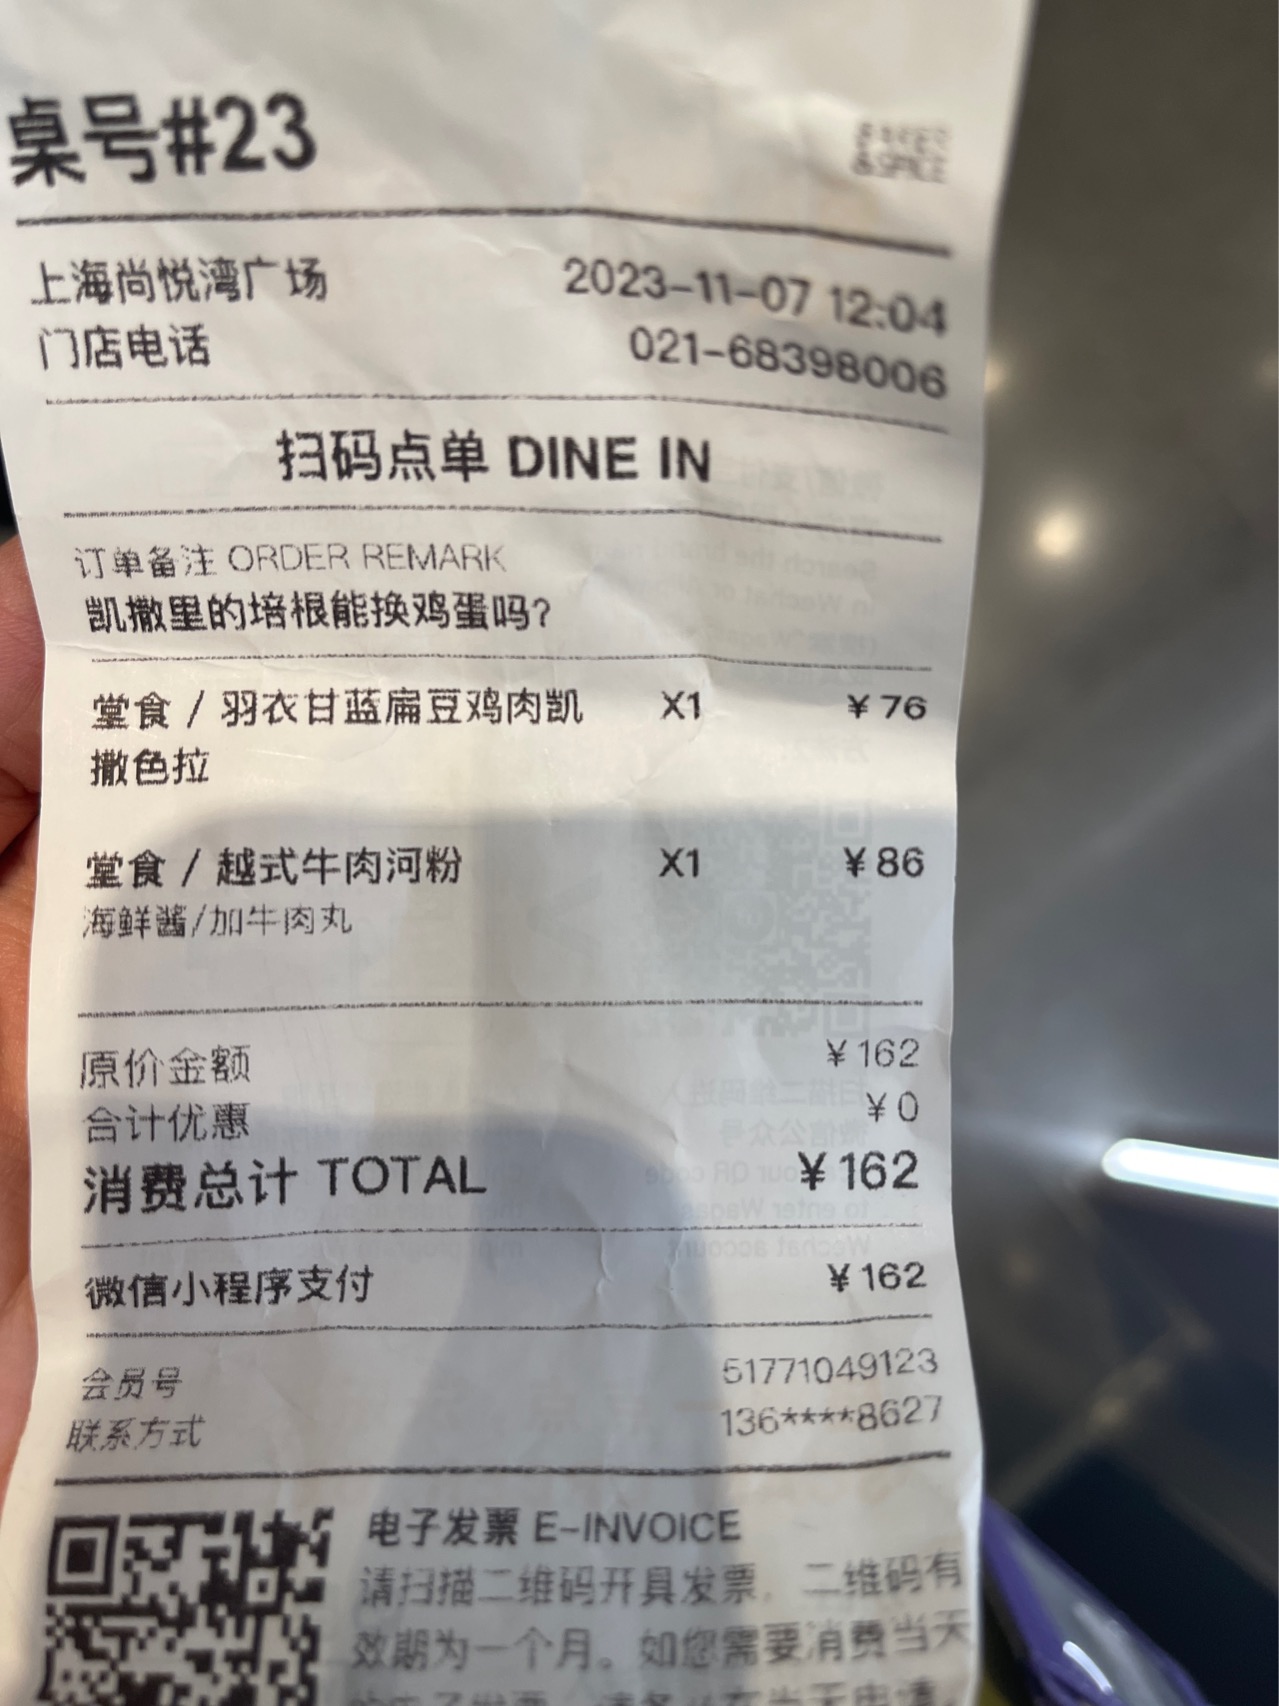 桌号#23
BAKER
&SPICE
上海尚悦湾广场 2023-11-07 12:04
门店电话 021-68398006
扫码点单 DINE IN
订单备注 ORDER REMARK
凯撒里的培根能换鸡蛋吗?
堂食 / 羽衣甘蓝扁豆鸡肉凯 X1 ¥76
撒色拉
堂食 / 越式牛肉河粉 X1 ¥86
海鲜酱/加牛肉丸
原价金额 ¥162
合计优惠 ¥0
消费总计 TOTAL ¥162
微信小程序支付 ¥162
会员号 51771049123
联系方式 136****8627
电子发票 E-INVOICE
请扫描二维码开具发票。二维码有
效期为一个月。如您需要消费当天
的电子发票